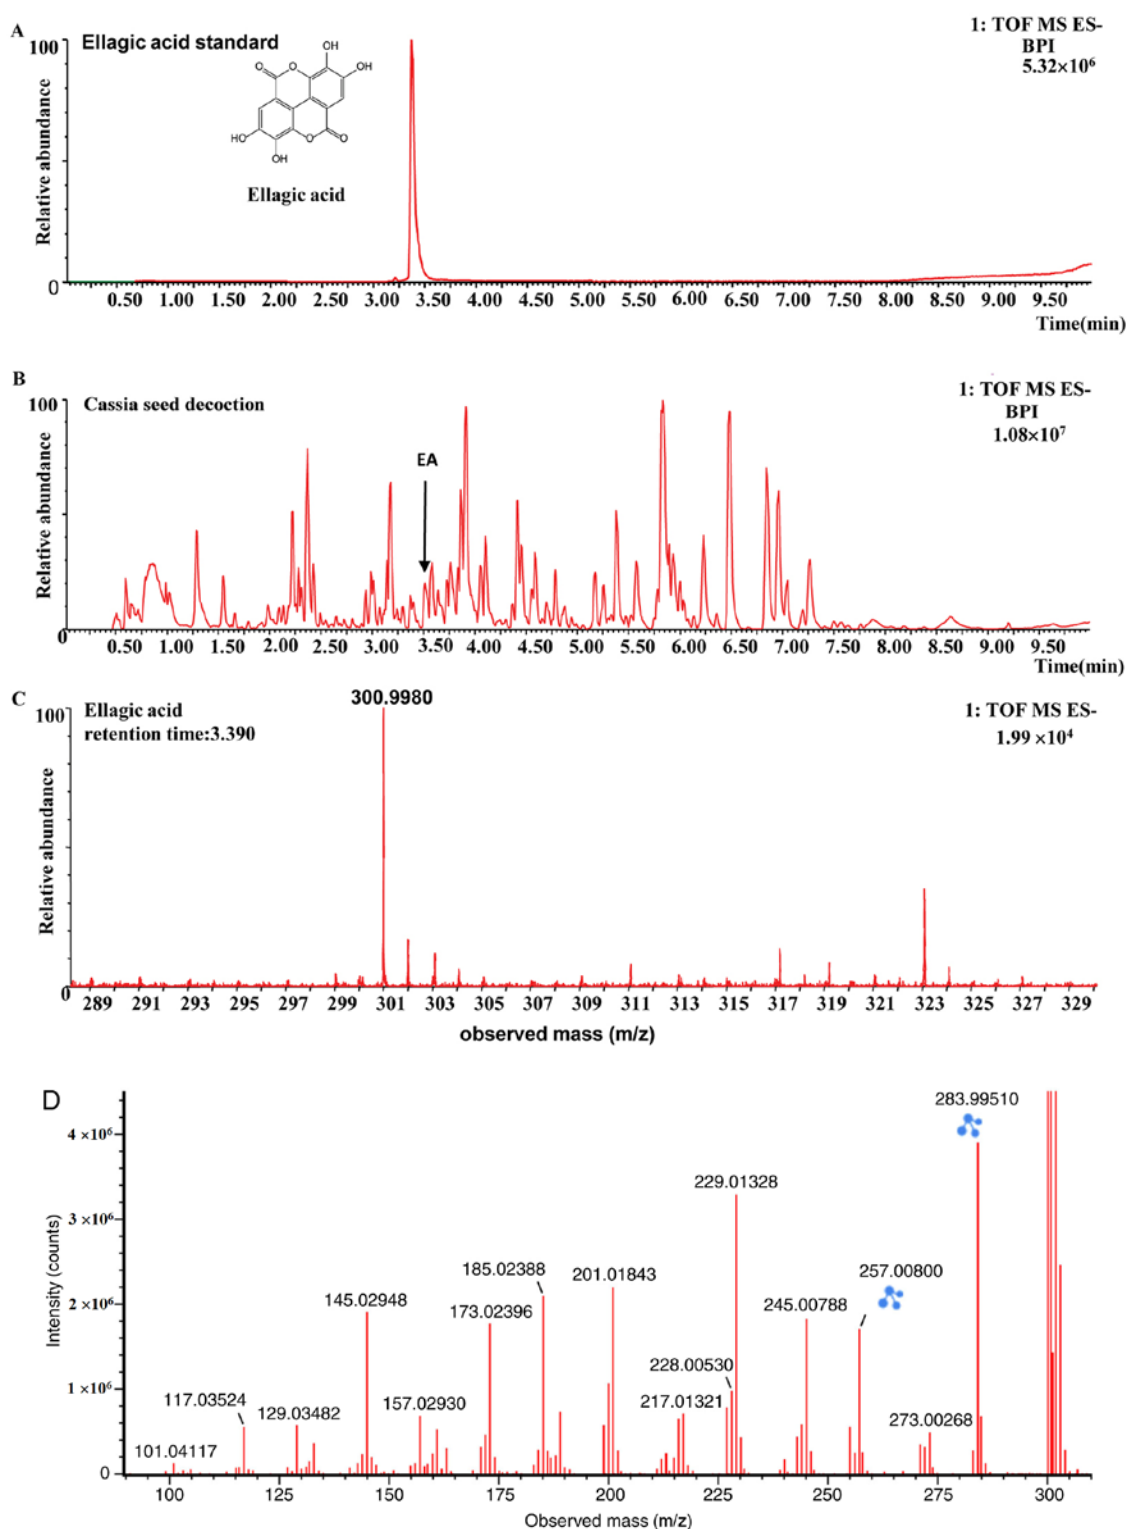 A
Ellagic acid standard
1: TOF MS ES-
BPI
5.32×10⁶
100
OH
O
O
OH
HO
O
O
OH
Ellagic acid
Relative abundance
0
0.50 1.00 2.00 2.50 3.00 3.50 4.00 4.50 5.00 5.50 6.00 6.50 7.00 7.50 8.00 8.50 9.00 9.50
Time(min)
B
Cassia seed decoction
1: TOF MS ES-
BPI
1.08×10⁷
100
EA
Relative abundance
0
0.50 1.00 2.00 2.50 3.00 3.50 4.00 4.50 5.00 5.50 6.00 6.50 7.00 7.50 8.00 8.50 9.00 9.50
Time(min)
C
Ellagic acid
retention time:3.390
300.9980
1: TOF MS ES-
1.99 ×10⁴
100
Relative abundance
0
289 291 293 295 297 299 301 303 305 307 309 311 313 315 317 319 321 323 325 327 329
observed mass (m/z)
D
283.99510
4 ×10⁶
229.01328
3 ×10⁶
185.02388
201.01843
257.00800
2 ×10⁶
145.02948
173.02396
245.00788
228.00530
1 ×10⁶
117.03524
129.03482
157.02930
217.01321
273.00268
101.04117
0
Intensity (counts)
100 125 150 175 200 225 250 275 300
Observed mass (m/z)